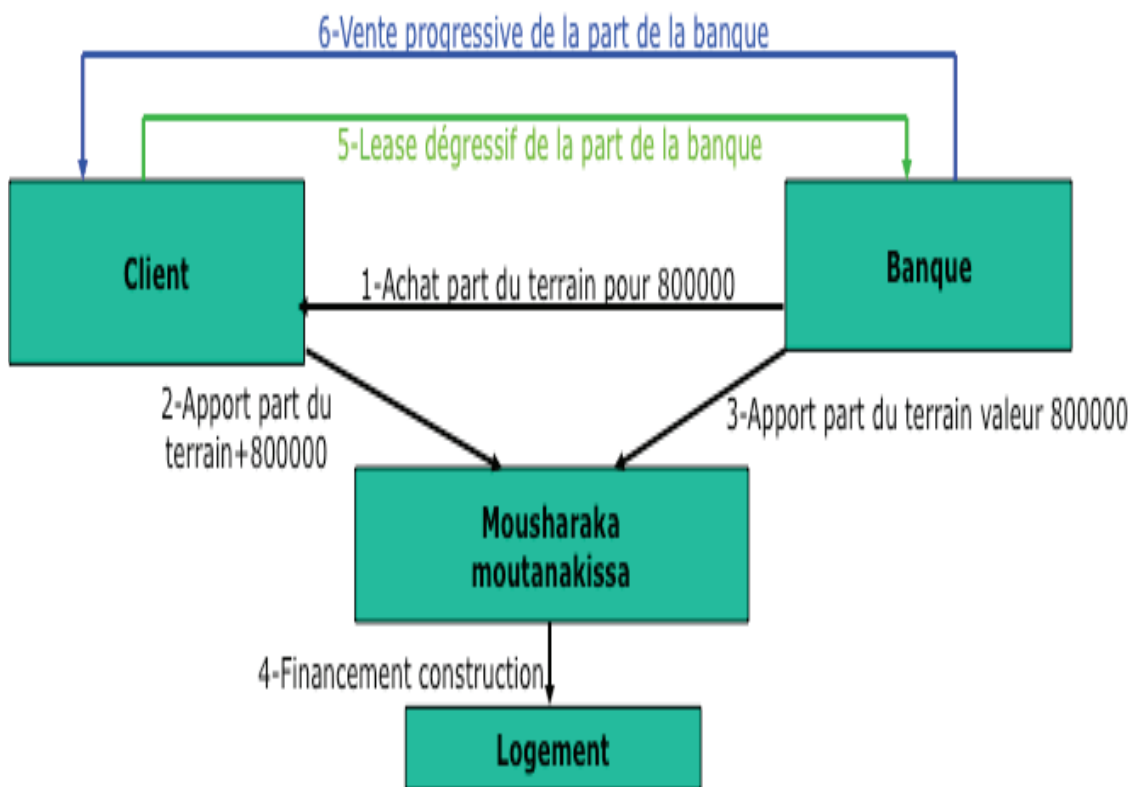 6-Vente progressive de la part de la banque
5-Lease dégressif de la part de la banque
Client
Banque
1-Achat part du terrain pour 800000
2-Apport part du
terrain+800000
3-Apport part du terrain valeur 800000
Mousharaka
moutanakissa
4-Financement construction
Logement